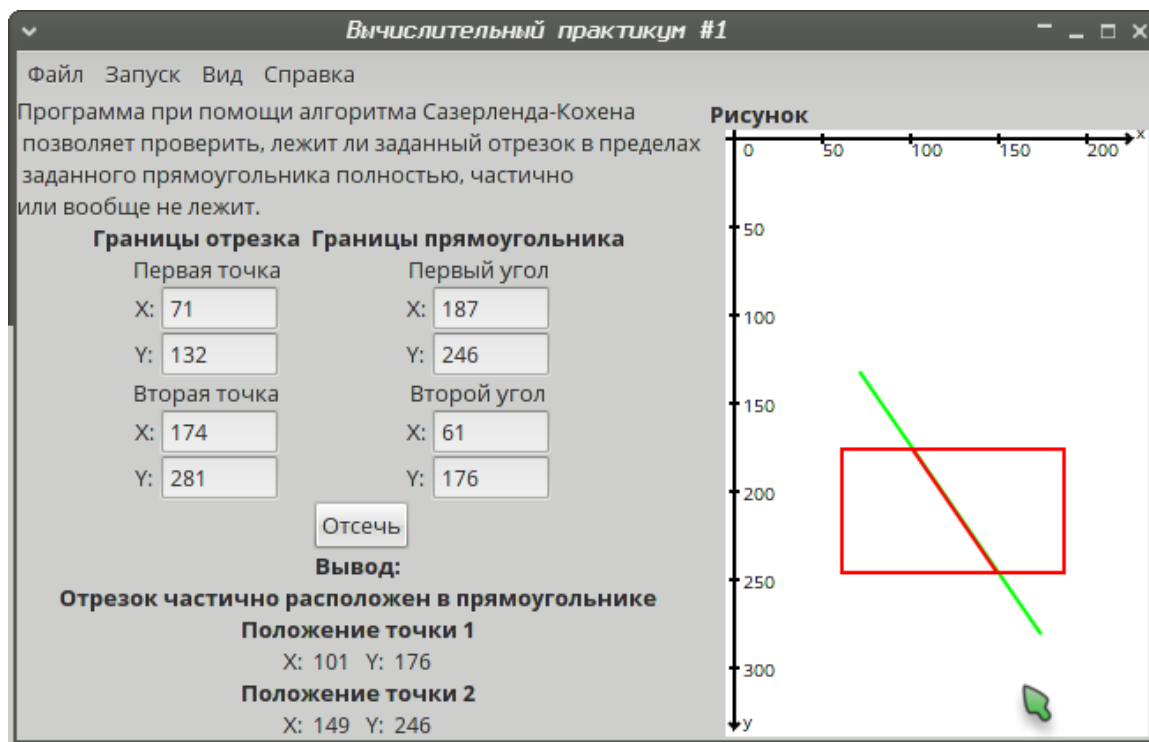 Вычислительный практикум #1
Файл Запуск Вид Справка
Программа при помощи алгоритма Сазерленда-Кохена
позволяет проверить, лежит ли заданный отрезок в пределах
заданного прямоугольника полностью, частично
или вообще не лежит.
Границы отрезка Границы прямоугольника
Первая точка Первый угол
X: 71 X: 187
Y: 132 Y: 246
Вторая точка Второй угол
X: 174 X: 61
Y: 281 Y: 176
Отсечь
Вывод:
Отрезок частично расположен в прямоугольнике
Положение точки 1
X: 101 Y: 176
Положение точки 2
X: 149 Y: 246
Рисунок
x
0 50 100 150 200
50
100
150
200
250
300
y